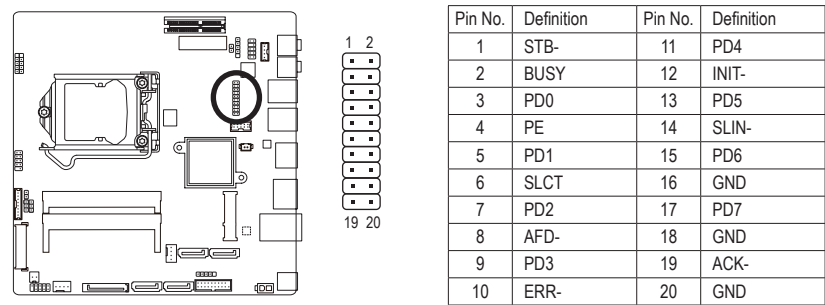 1 2
19 20
Pin No. Definition Pin No. Definition
1 STB- 11 PD4
2 BUSY 12 INIT-
3 PD0 13 PD5
4 PE 14 SLIN-
5 PD1 15 PD6
6 SLCT 16 GND
7 PD2 17 PD7
8 AFD- 18 GND
9 PD3 19 ACK-
10 ERR- 20 GND